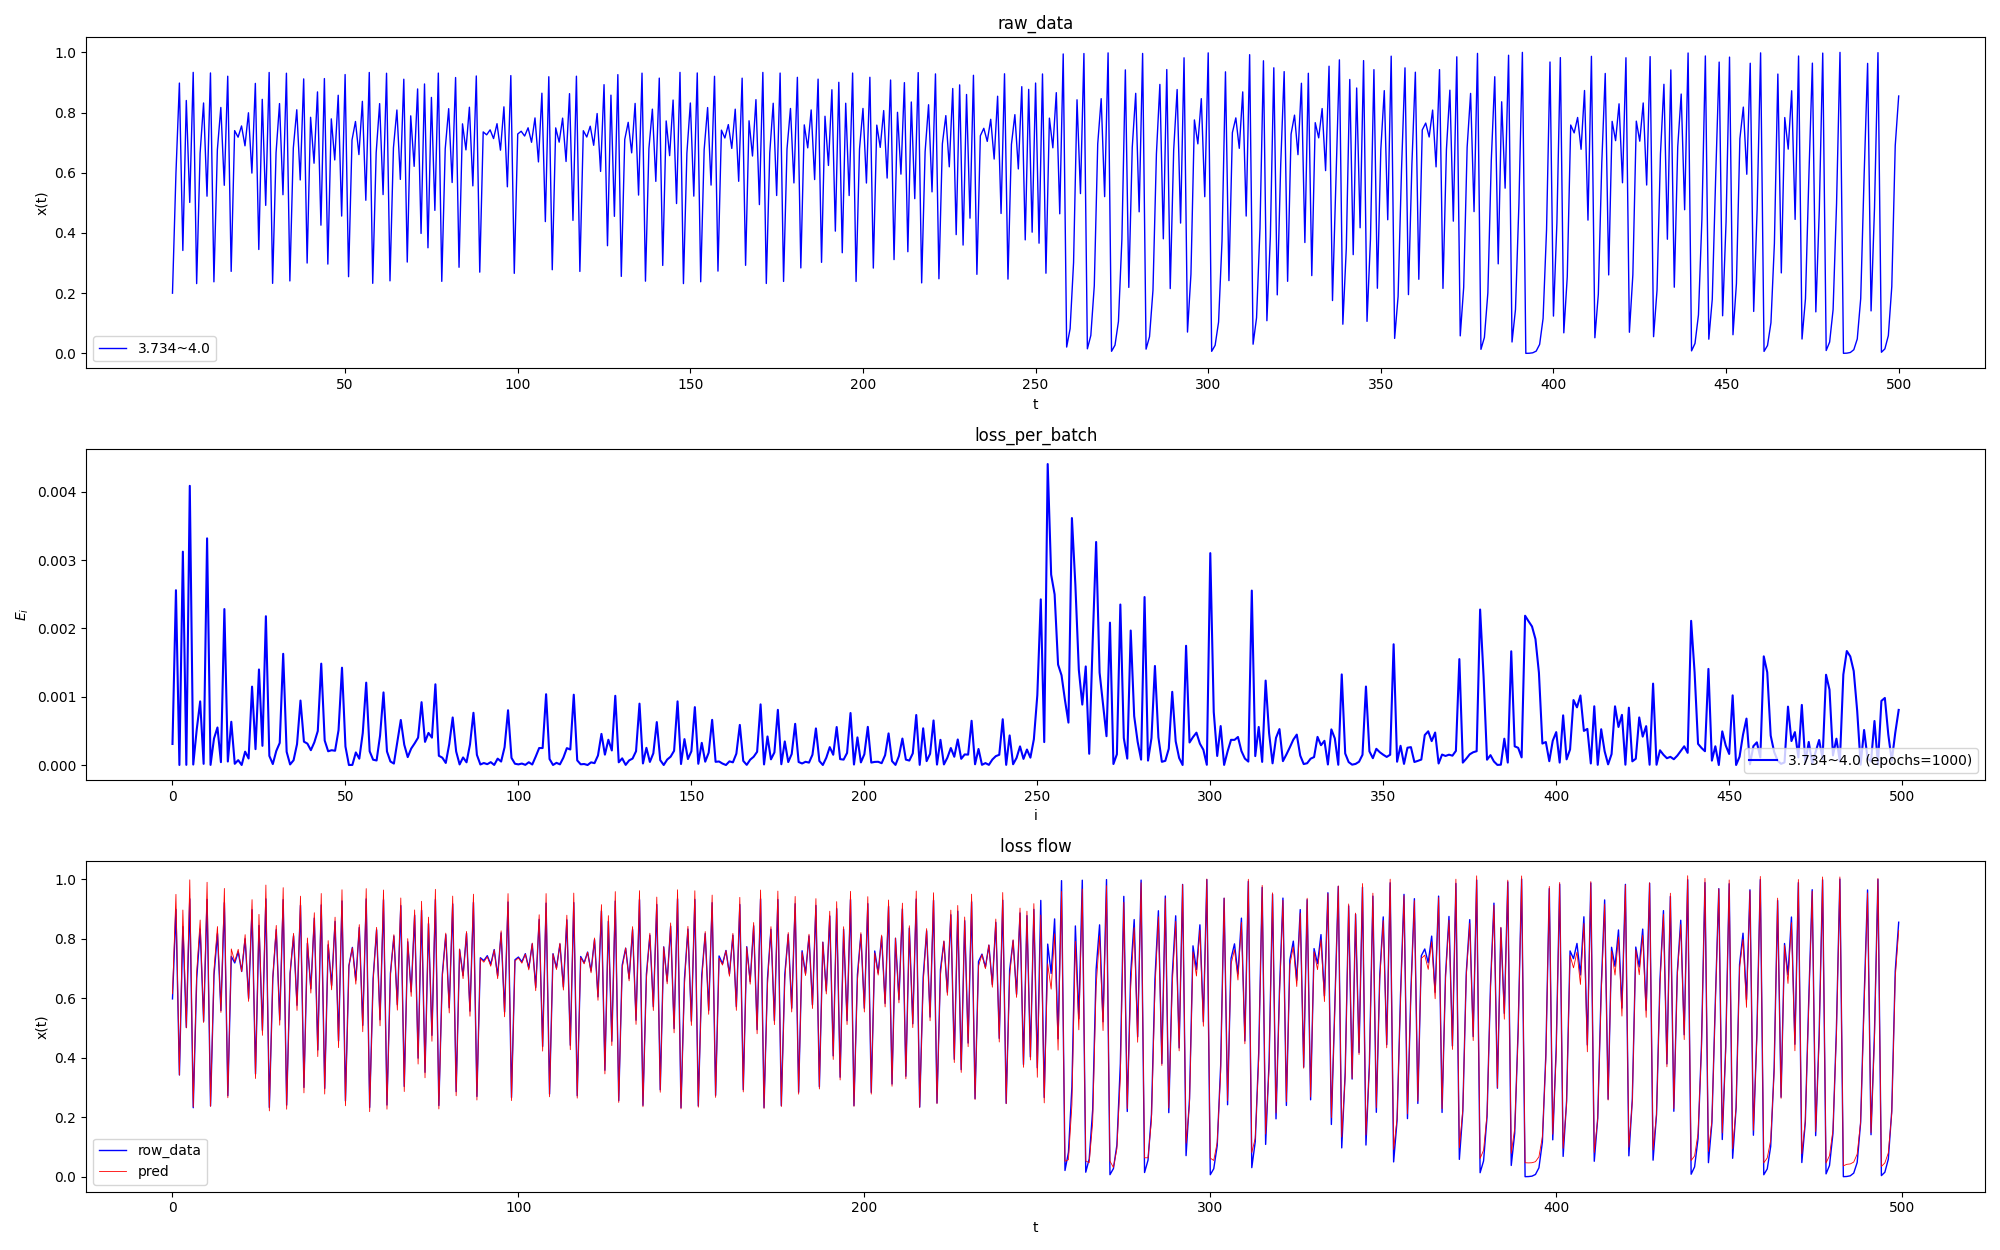 raw_data
1.0
0.8
0.6
0.4
0.2
0.0
x(t)
3.734~4.0
50 100 150 200 250 300 350 400 450 500
t
loss_per_batch
0.004
0.003
0.002
0.001
0.000
E_i
3.734~4.0 (epochs=1000)
0 50 100 150 200 250 300 350 400 450 500
i
loss flow
1.0
0.8
0.6
0.4
0.2
0.0
x(t)
row_data
pred
0 100 200 300 400 500
t